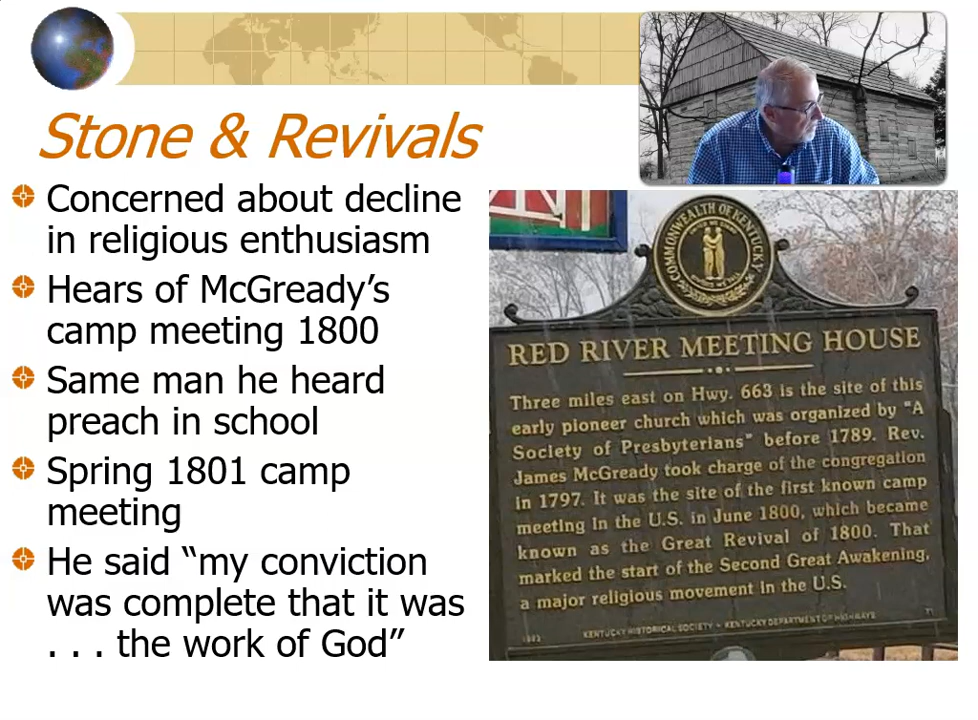 Stone & Revivals
Concerned about decline
in religious enthusiasm
Hears of McGready's
camp meeting 1800
Same man he heard
preach in school
Spring 1801 camp
meeting
He said “my conviction
was complete that it was
. . . the work of God”
COMMONWEALTH OF KENTUCKY
RED RIVER MEETING HOUSE
Three miles east on Hwy. 663 is the site of this
early pioneer church which was organized by "A
Society of Presbyterians" before 1789. Rev.
James McGready took charge of the congregation
in 1797. It was the site of the first known camp
meeting in the U.S. in June 1800, which became
known as the Great Revival of 1800. That
marked the start of the Second Great Awakening,
a major religious movement in the U.S.
KENTUCKY HISTORICAL SOCIETY ~ KENTUCKY DEPARTMENT OF HIGHWAYS